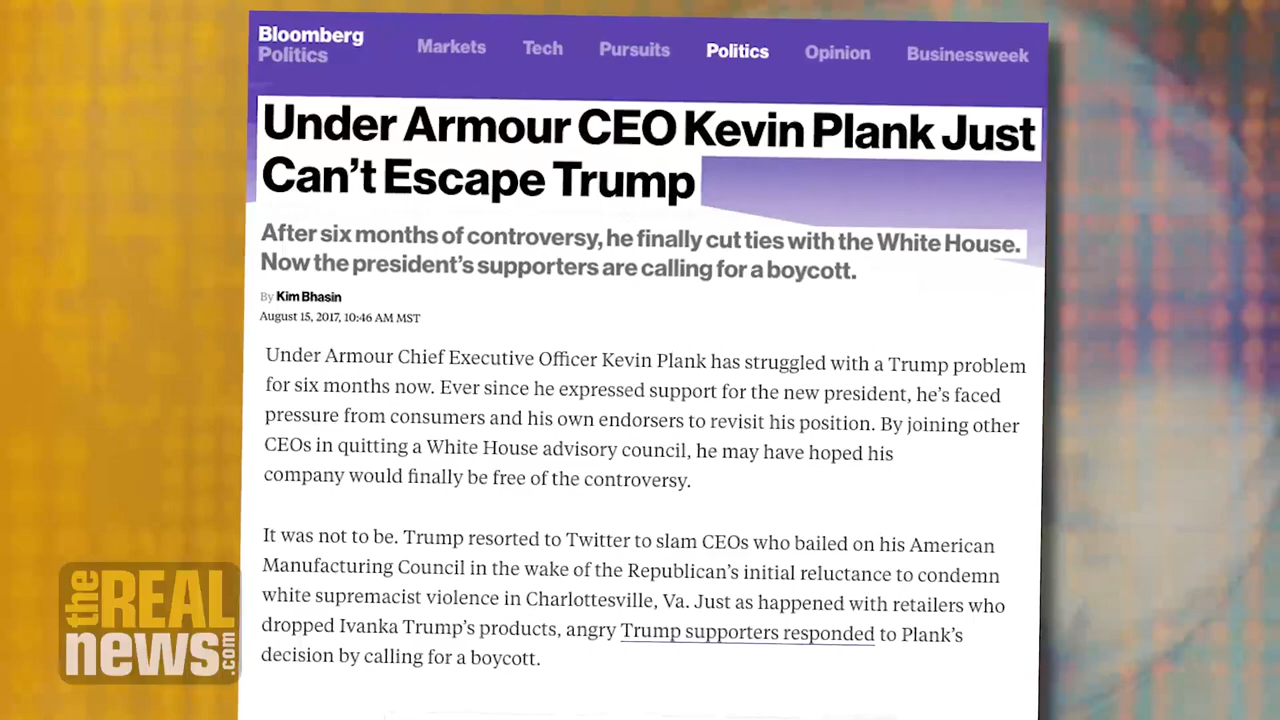 Bloomberg
Politics
Markets Tech Pursuits Politics Opinion Businessweek
Under Armour CEO Kevin Plank Just
Can't Escape Trump
After six months of controversy, he finally cut ties with the White House.
Now the president's supporters are calling for a boycott.
By Kim Bhasin
August 15, 2017, 10:46 AM MST
Under Armour Chief Executive Officer Kevin Plank has struggled with a Trump problem
for six months now. Ever since he expressed support for the new president, he's faced
pressure from consumers and his own endorsers to revisit his position. By joining other
CEOs in quitting a White House advisory council, he may have hoped his
company would finally be free of the controversy.
It was not to be. Trump resorted to Twitter to slam CEOs who bailed on his American
Manufacturing Council in the wake of the Republican's initial reluctance to condemn
white supremacist violence in Charlottesville, Va. Just as happened with retailers who
dropped Ivanka Trump's products, angry Trump supporters responded to Plank's
decision by calling for a boycott.
the REAL
news.com